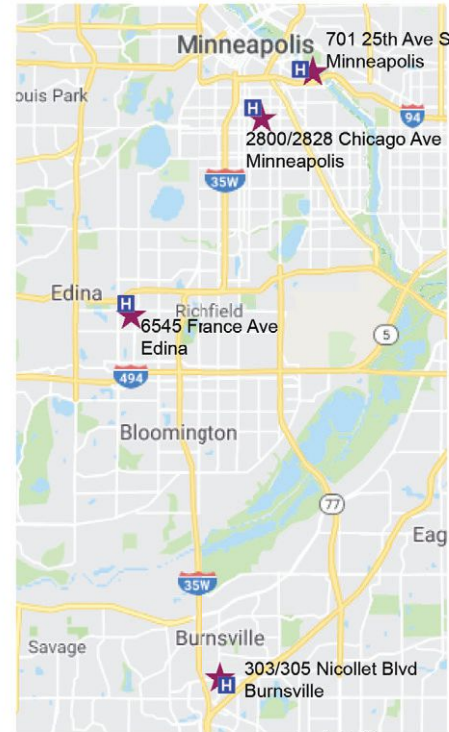 Minneapolis
701 25th Ave S
Minneapolis
H
ouis Park
94
H
2800/2828 Chicago Ave
Minneapolis
35W
Edina
H
Richfield
6545 France Ave
Edina
5
494
Bloomington
77
Eag
35W
Burnsville
Savage
303/305 Nicollet Blvd
Burnsville
H